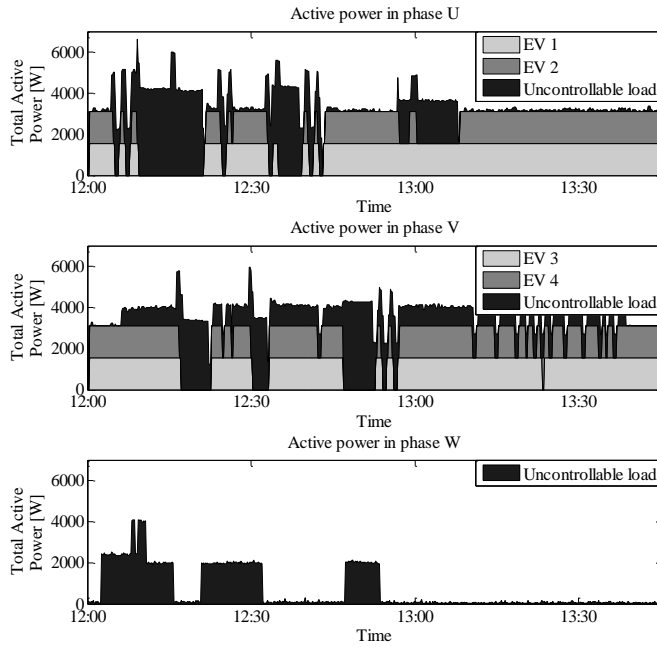 Active power in phase U
Total Active
Power [W]
6000
4000
2000
0
EV 1
EV 2
Uncontrollable load
12:00
12:30
13:00
13:30
Time
Active power in phase V
Total Active
Power [W]
6000
4000
2000
0
EV 3
EV 4
Uncontrollable load
12:00
12:30
13:00
13:30
Time
Active power in phase W
Total Active
Power [W]
6000
4000
2000
0
Uncontrollable load
12:00
12:30
13:00
13:30
Time